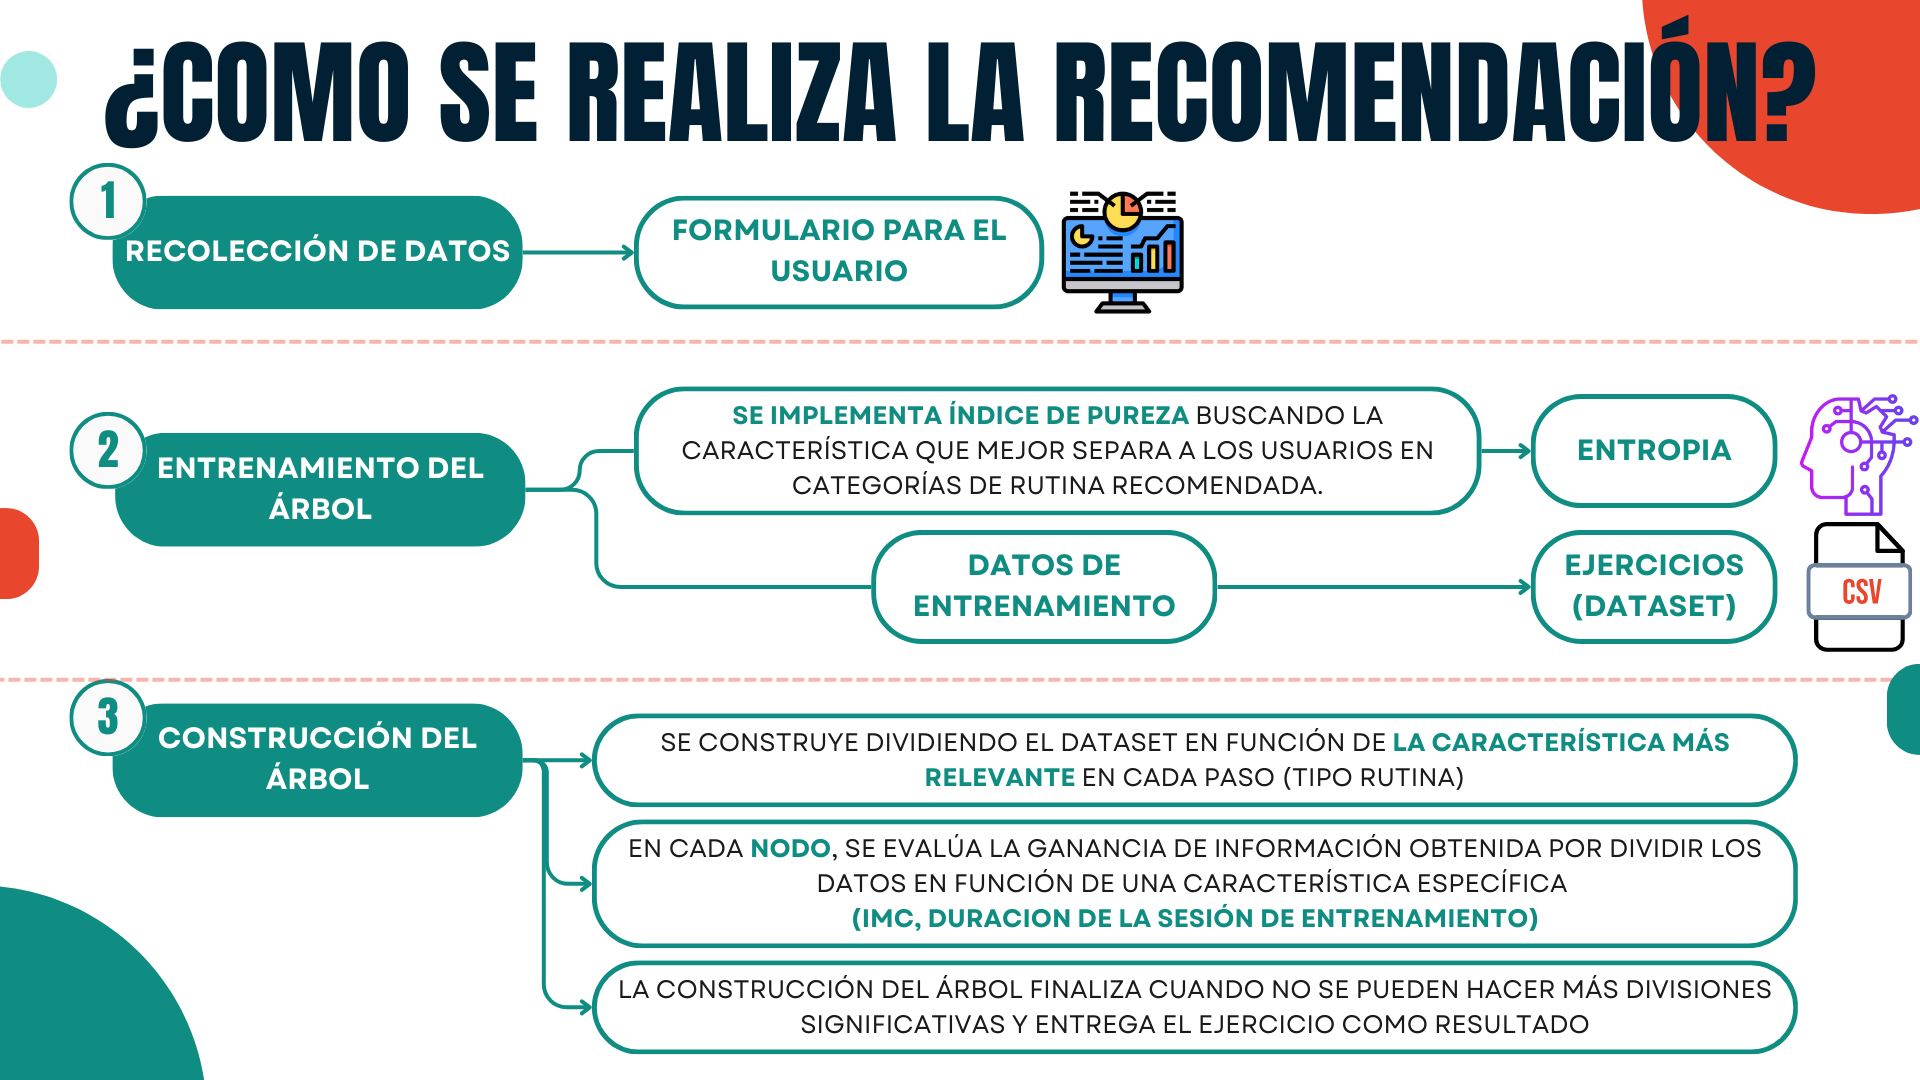 ¿COMO SE REALIZA LA RECOMENDACIÓN?
1
RECOLECCIÓN DE DATOS
FORMULARIO PARA EL
USUARIO
2
ENTRENAMIENTO DEL
ÁRBOL
SE IMPLEMENTA ÍNDICE DE PUREZA BUSCANDO LA
CARACTERÍSTICA QUE MEJOR SEPARA A LOS USUARIOS EN
CATEGORÍAS DE RUTINA RECOMENDADA.
ENTROPIA
DATOS DE
ENTRENAMIENTO
EJERCICIOS
(DATASET)
CSV
3
CONSTRUCCIÓN DEL
ÁRBOL
SE CONSTRUYE DIVIDIENDO EL DATASET EN FUNCIÓN DE LA CARACTERÍSTICA MÁS
RELEVANTE EN CADA PASO (TIPO RUTINA)
EN CADA NODO, SE EVALÚA LA GANANCIA DE INFORMACIÓN OBTENIDA POR DIVIDIR LOS
DATOS EN FUNCIÓN DE UNA CARACTERÍSTICA ESPECÍFICA
(IMC, DURACION DE LA SESIÓN DE ENTRENAMIENTO)
LA CONSTRUCCIÓN DEL ÁRBOL FINALIZA CUANDO NO SE PUEDEN HACER MÁS DIVISIONES
SIGNIFICATIVAS Y ENTREGA EL EJERCICIO COMO RESULTADO